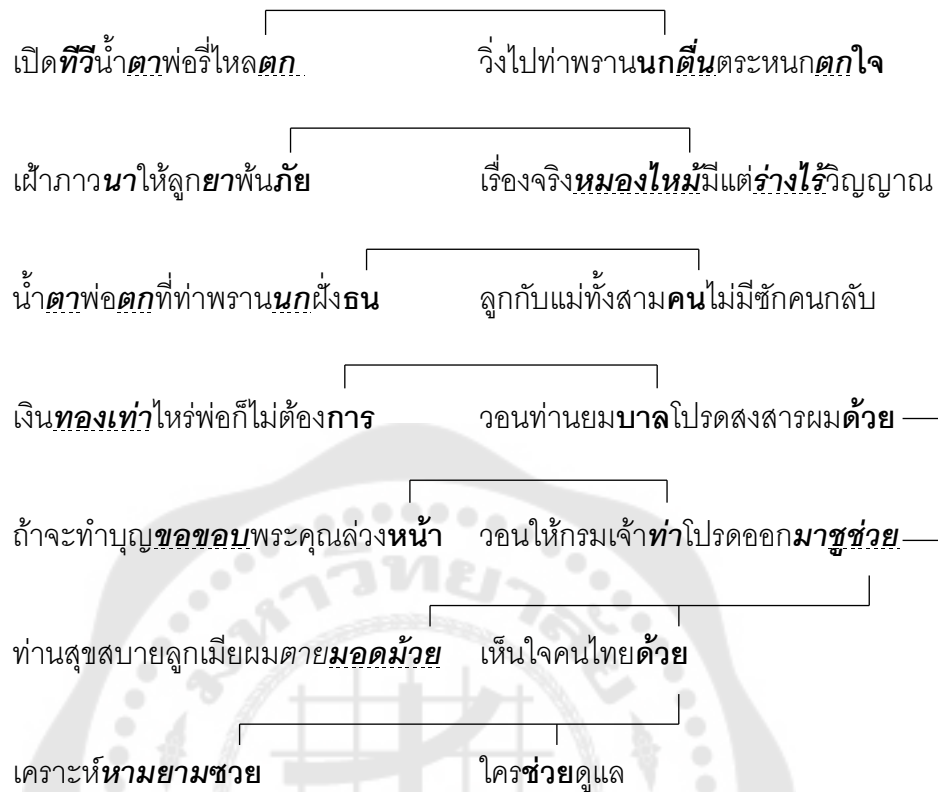 เปิดทีวีน้ำตาพ่อรี่ไหลตก วิ่งไปท่าพรานนกตื่นตระหนกตกใจ
เฝ้าภาวนาให้ลูกยาพ้นภัย เรื่องจริงหมองไหม้มีแต่ร่างไร้วิญญาณ
น้ำตาพ่อตกที่ท่าพรานนกฝั่งธน ลูกกับแม่ทั้งสามคนไม่มีซักคนกลับ
เงินทองเท่าไหร่พ่อก็ไม่ต้องการ วอนท่านยมบาลโปรดสงสารผมด้วย
ถ้าจะทำบุญขอขอบพระคุณล่วงหน้า วอนให้กรมเจ้าท่าโปรดออกมาชูช่วย
ท่านสุขสบายลูกเมียผมตายมอดม้วย เห็นใจคนไทยด้วย
เคราะห์หามยามซวย ใครช่วยดูแล
มหาวิทยาลัย